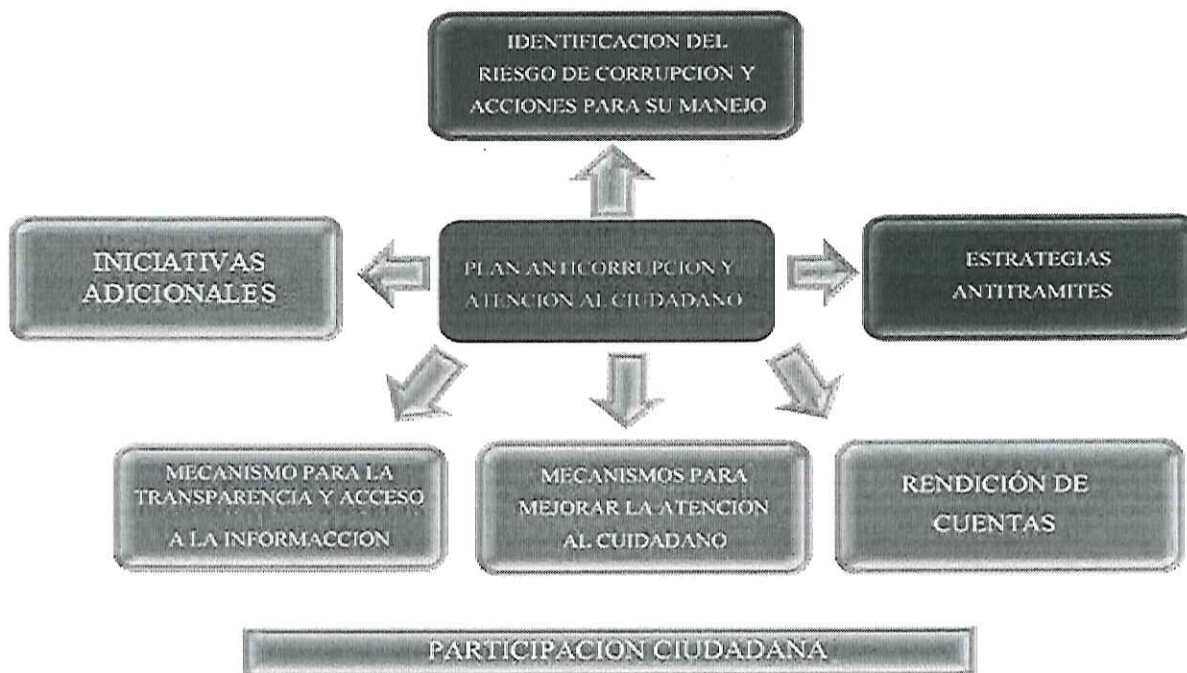 IDENTIFICACION DEL
RIESGO DE CORRUPCION Y
ACCIONES PARA SU MANEJO
INICIATIVAS
ADICIONALES
PLAN ANTICORRUPCION Y
ATENCION AL CIUDADANO
ESTRATEGIAS
ANTITRAMITES
MECANISMO PARA LA
TRANSPARENCIA Y ACCESO
A LA INFORMACCION
MECANISMOS PARA
MEJORAR LA ATENCION
AL CUIDADANO
RENDICIÓN DE
CUENTAS
PARTICIPACION CIUDADANA